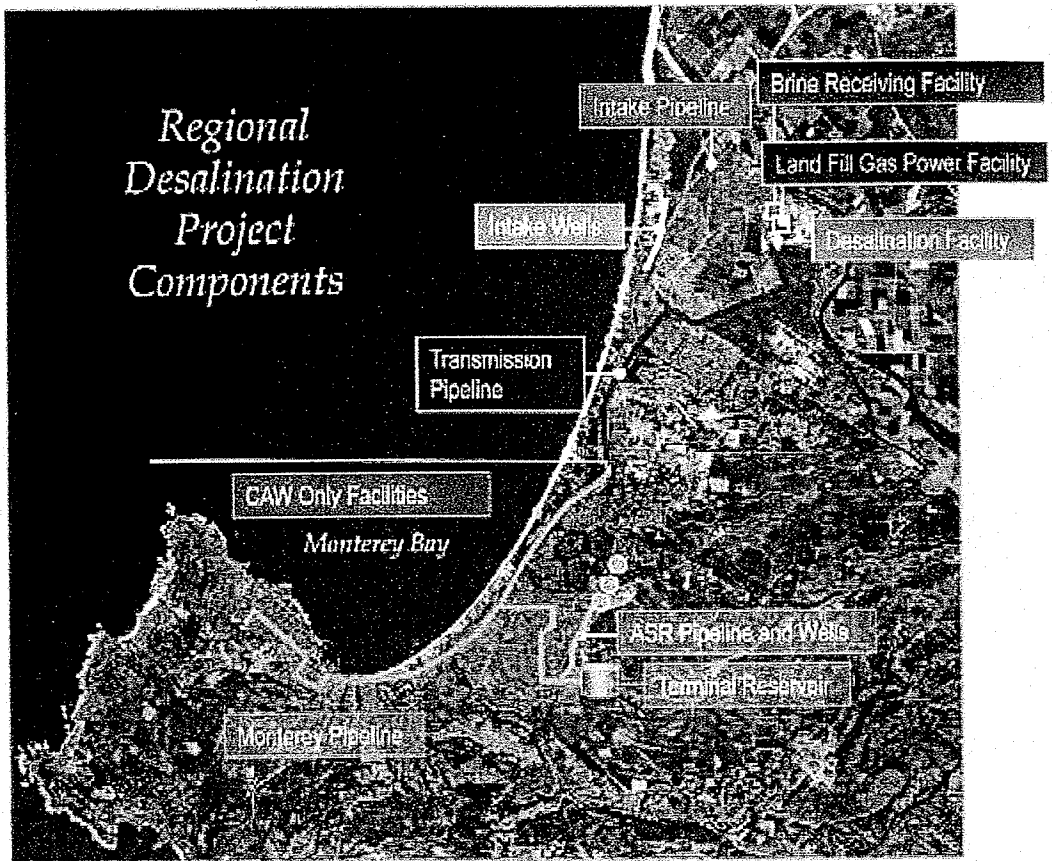 Regional
Desalination
Project
Components
Brine Receiving Facility
Intake Pipeline
Land Fill Gas Power Facility
Intake Wells
Desalination Facility
Transmission
Pipeline
CAW Only Facilities
Monterey Bay
ASR Pipeline and Wells
Terminal Reservoir
Monterey Pipeline